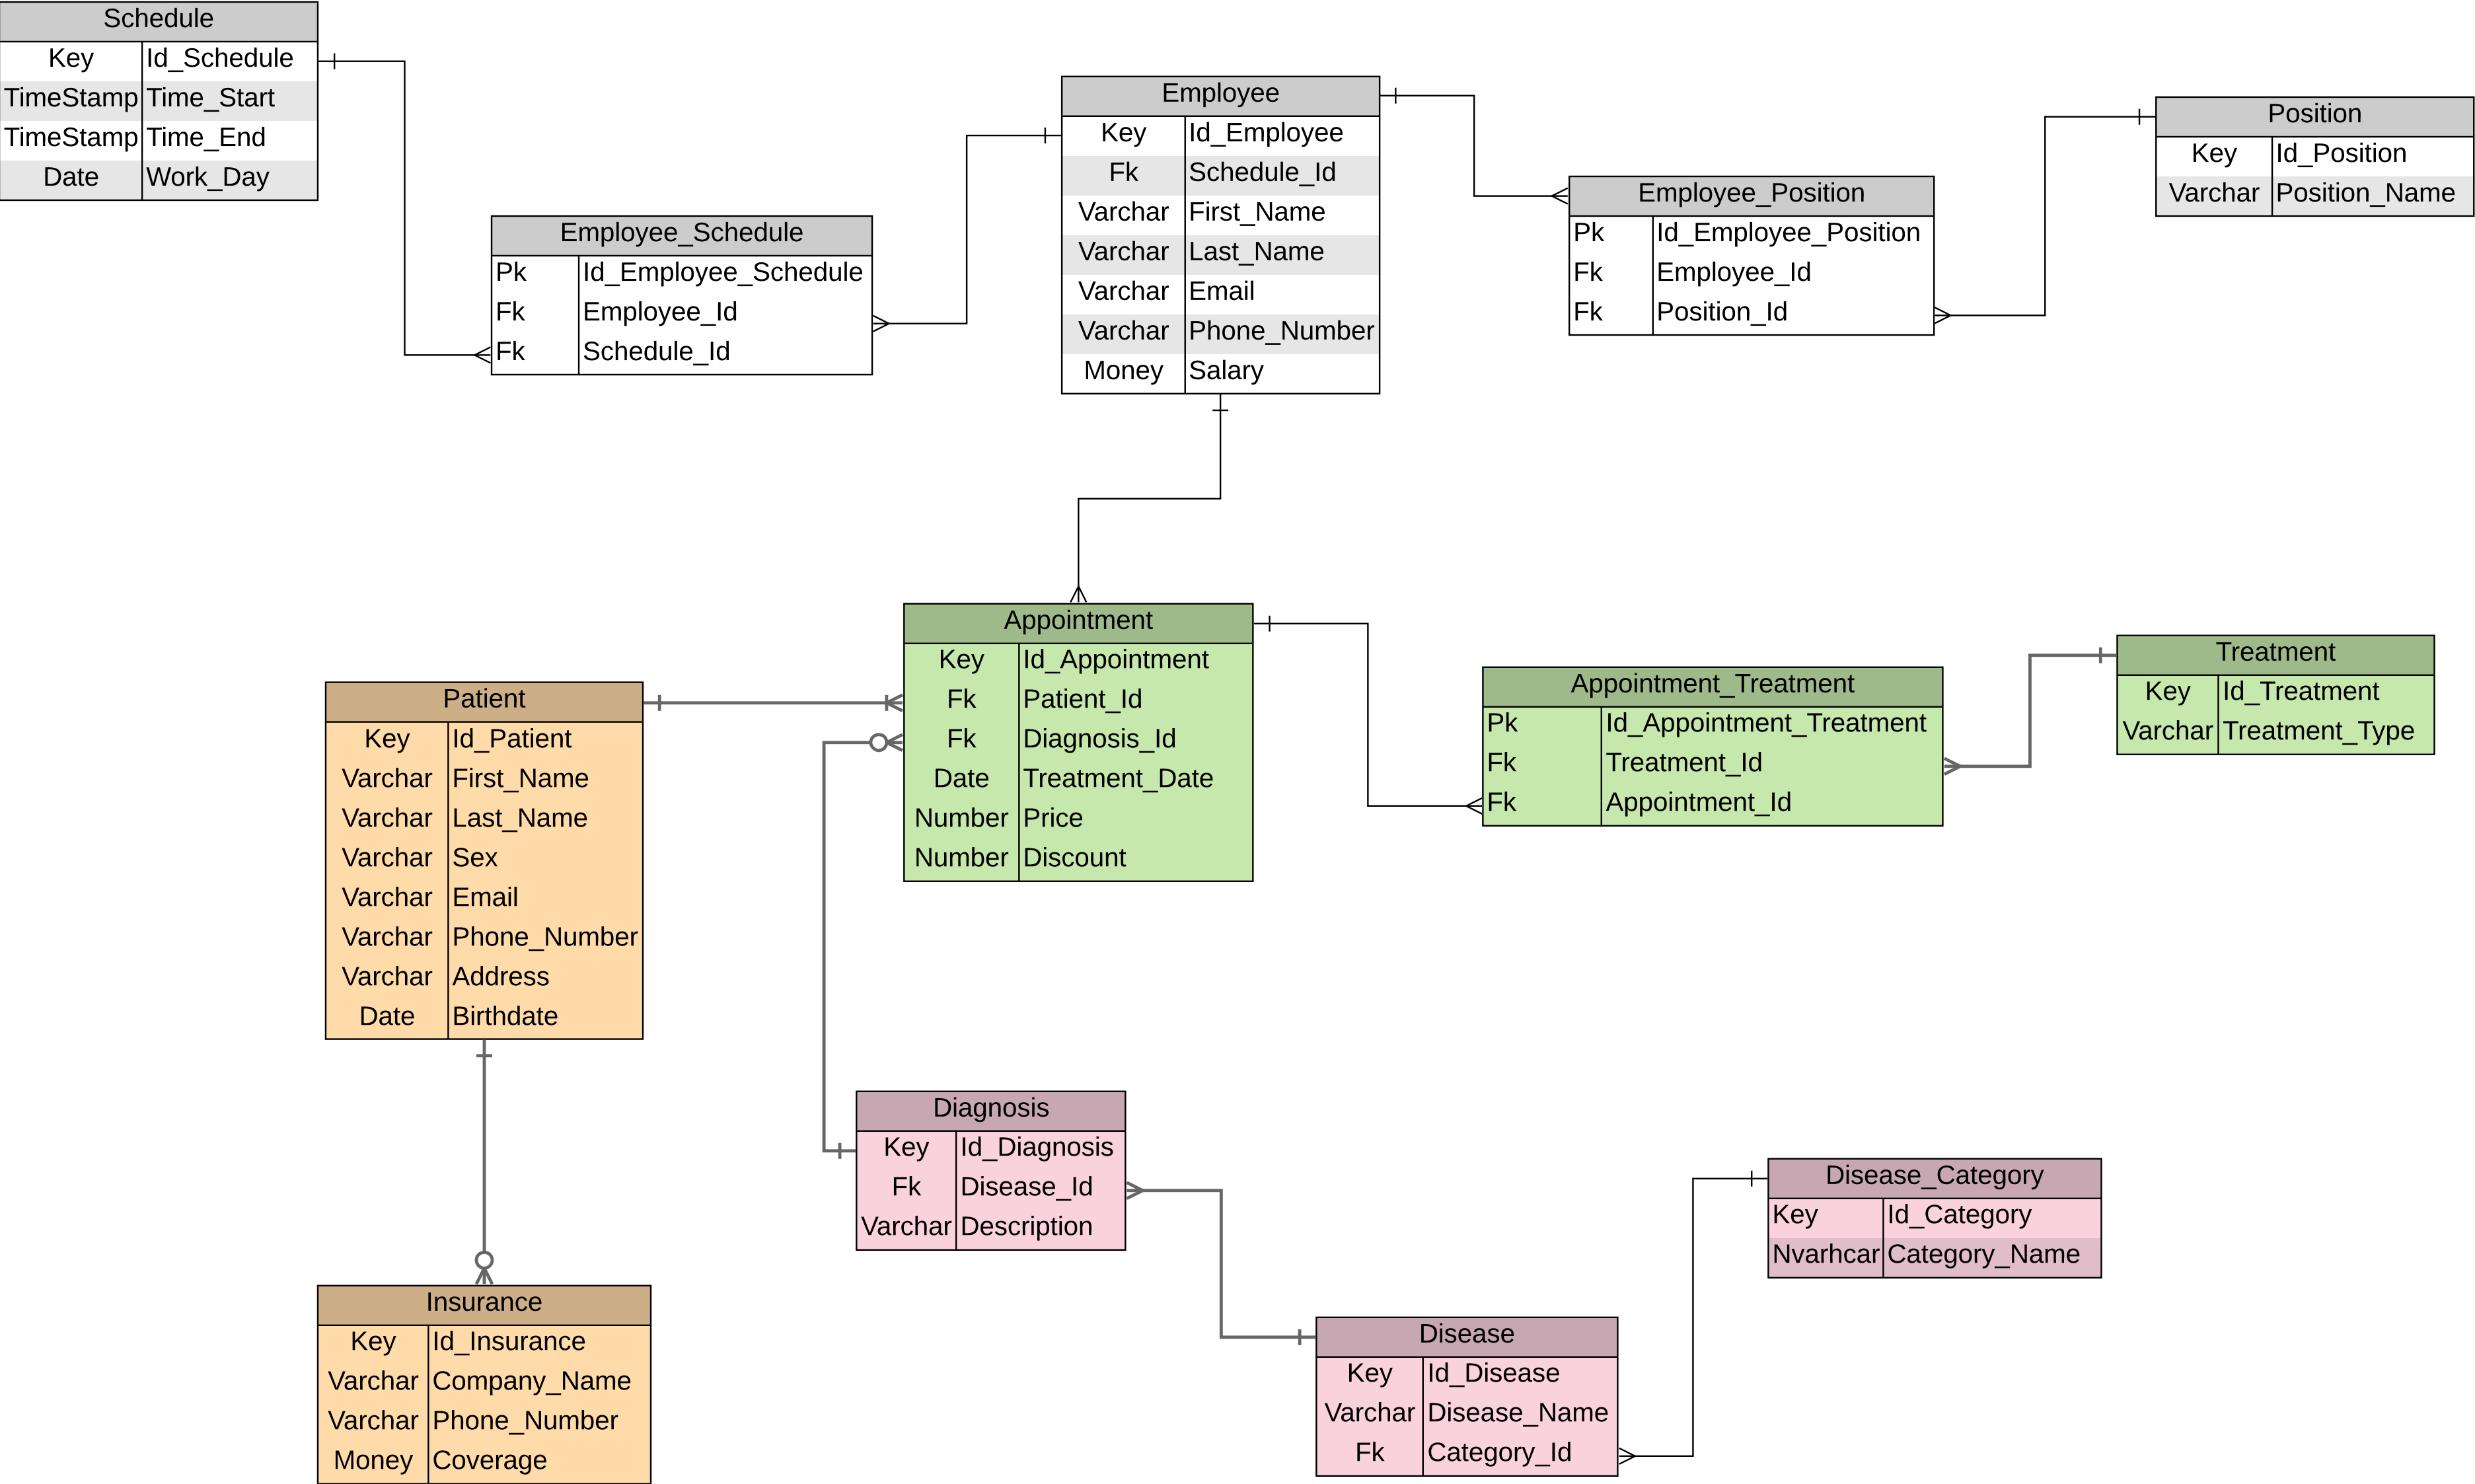 Schedule
Key Id_Schedule
TimeStamp Time_Start
TimeStamp Time_End
Date Work_Day
Employee
Key Id_Employee
Fk Schedule_Id
Varchar First_Name
Varchar Last_Name
Varchar Email
Varchar Phone_Number
Money Salary
Position
Key Id_Position
Varchar Position_Name
Employee_Schedule
Pk Id_Employee_Schedule
Fk Employee_Id
Fk Schedule_Id
Employee_Position
Pk Id_Employee_Position
Fk Employee_Id
Fk Position_Id
Appointment
Key Id_Appointment
Fk Patient_Id
Fk Diagnosis_Id
Date Treatment_Date
Number Price
Number Discount
Appointment_Treatment
Pk Id_Appointment_Treatment
Fk Treatment_Id
Fk Appointment_Id
Treatment
Key Id_Treatment
Varchar Treatment_Type
Patient
Key Id_Patient
Varchar First_Name
Varchar Last_Name
Varchar Sex
Varchar Email
Varchar Phone_Number
Varchar Address
Date Birthdate
Diagnosis
Key Id_Diagnosis
Fk Disease_Id
Varchar Description
Disease_Category
Key Id_Category
Nvarhcar Category_Name
Insurance
Key Id_Insurance
Varchar Company_Name
Varchar Phone_Number
Money Coverage
Disease
Key Id_Disease
Varchar Disease_Name
Fk Category_Id